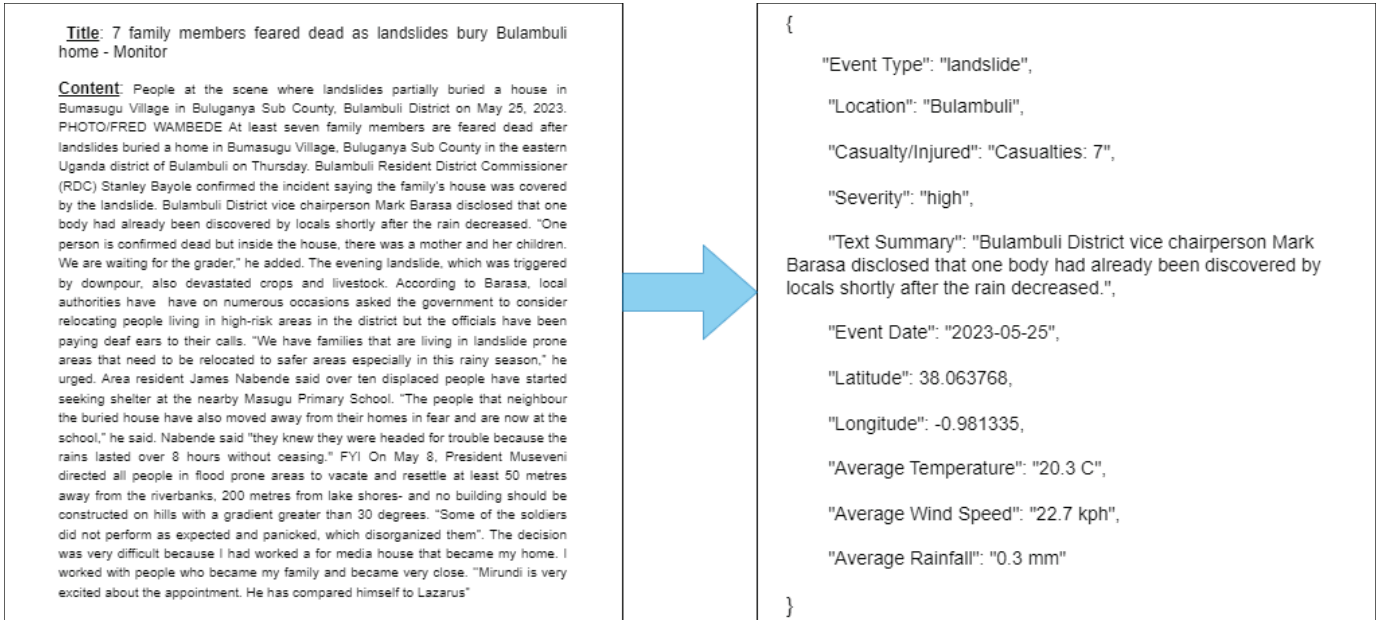 Title: 7 family members feared dead as landslides bury Bulambuli
home - Monitor
Content: People at the scene where landslides partially buried a house in
Bumasugu Village in Buluganya Sub County, Bulambuli District on May 25, 2023.
PHOTO/FRED WAMBEDE At least seven family members are feared dead after
landslides buried a home in Bumasugu Village, Buluganya Sub County in the eastern
Uganda district of Bulambuli on Thursday. Bulambuli Resident District Commissioner
(RDC) Stanley Bayole confirmed the incident saying the family's house was covered
by the landslide. Bulambuli District vice chairperson Mark Barasa disclosed that one
body had already been discovered by locals shortly after the rain decreased. "One
person is confirmed dead but inside the house, there was a mother and her children.
We are waiting for the grader," he added. The evening landslide, which was triggered
by downpour, also devastated crops and livestock. According to Barasa, local
authorities have have on numerous occasions asked the government to consider
relocating people living in high-risk areas in the district but the officials have been
paying deaf ears to their calls. "We have families that are living in landslide prone
areas that need to be relocated to safer areas especially in this rainy season," he
urged. Area resident James Nabende said over ten displaced people have started
seeking shelter at the nearby Masugu Primary School. "The people that neighbour
the buried house have also moved away from their homes in fear and are now at the
school," he said. Nabende said "they knew they were headed for trouble because the
rains lasted over 8 hours without ceasing." FYI On May 8, President Museveni
directed all people in flood prone areas to vacate and resettle at least 50 metres
away from the riverbanks, 200 metres from lake shores- and no building should be
constructed on hills with a gradient greater than 30 degrees. "Some of the soldiers
did not perform as expected and panicked, which disorganized them". The decision
was very difficult because I had worked a for media house that became my home. I
worked with people who became my family and became very close. "Mirundi is very
excited about the appointment. He has compared himself to Lazarus"
{
"Event Type": "landslide",
"Location": "Bulambuli",
"Casualty/Injured": "Casualties: 7",
"Severity": "high",
"Text Summary": "Bulambuli District vice chairperson Mark
Barasa disclosed that one body had already been discovered by
locals shortly after the rain decreased.",
"Event Date": "2023-05-25",
"Latitude": 38.063768,
"Longitude": -0.981335,
"Average Temperature": "20.3 C",
"Average Wind Speed": "22.7 kph",
"Average Rainfall": "0.3 mm"
}